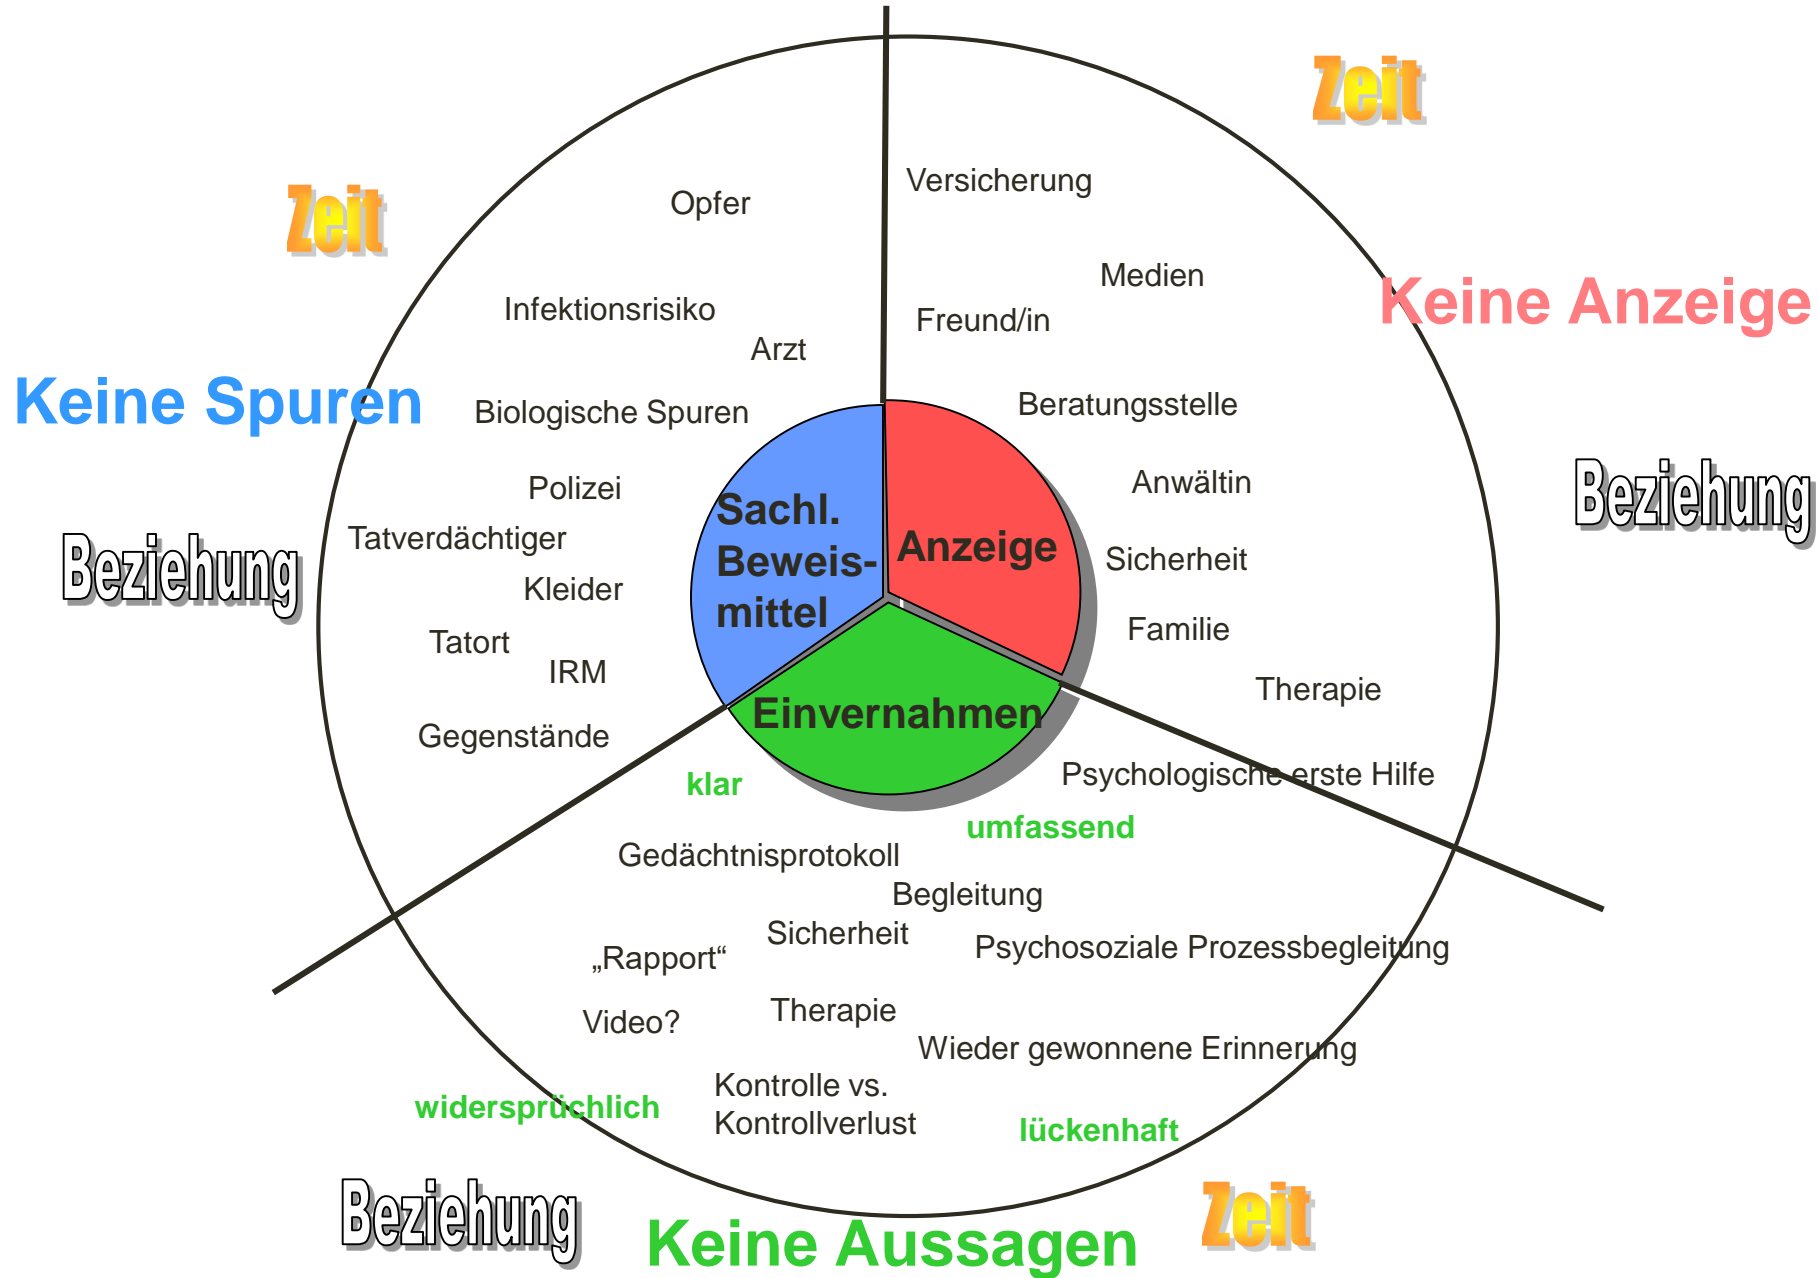 Zeit
Versicherung
Opfer
Zeit
Medien
Keine Anzeige
Infektionsrisiko
Freund/in
Arzt
Keine Spuren
Biologische Spuren
Beratungsstelle
Polizei
Anwältin
Beziehung
Sachl.
Beweis-
mittel
Anzeige
Tatverdächtiger
Beziehung
Sicherheit
Kleider
Familie
Tatort
IRM
Therapie
Einvernahmen
Gegenstände
Psychologische erste Hilfe
klar
umfassend
Gedächtnisprotokoll
Begleitung
Sicherheit
Psychosoziale Prozessbegleitung
„Rapport“
Therapie
Video?
Wieder gewonnene Erinnerung
Kontrolle vs.
Kontrollverlust
widersprüchlich
lückenhaft
Beziehung
Zeit
Keine Aussagen